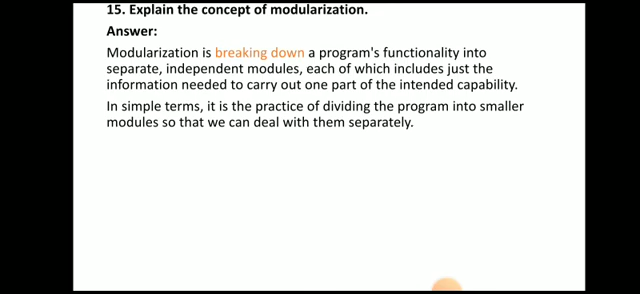 15. Explain the concept of modularization.
Answer:
Modularization is breaking down a program's functionality into
separate, independent modules, each of which includes just the
information needed to carry out one part of the intended capability.
In simple terms, it is the practice of dividing the program into smaller
modules so that we can deal with them separately.